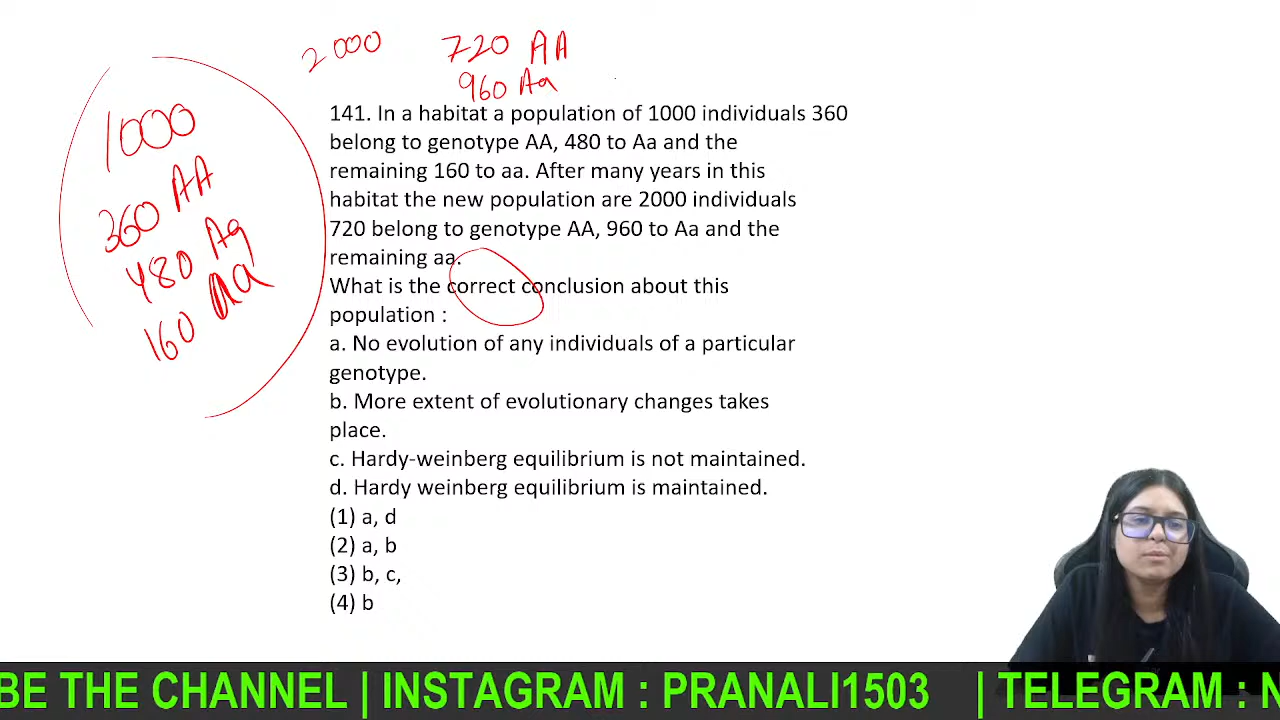 2000 720 AA
960 Aa
1000
360 AA
480 Aa
160 aa
141. In a habitat a population of 1000 individuals 360
belong to genotype AA, 480 to Aa and the
remaining 160 to aa. After many years in this
habitat the new population are 2000 individuals
720 belong to genotype AA, 960 to Aa and the
remaining aa.
What is the correct conclusion about this
population :
a. No evolution of any individuals of a particular
genotype.
b. More extent of evolutionary changes takes
place.
c. Hardy-weinberg equilibrium is not maintained.
d. Hardy weinberg equilibrium is maintained.
(1) a, d
(2) a, b
(3) b, c,
(4) b
BE THE CHANNEL | INSTAGRAM : PRANALI1503 | TELEGRAM : N